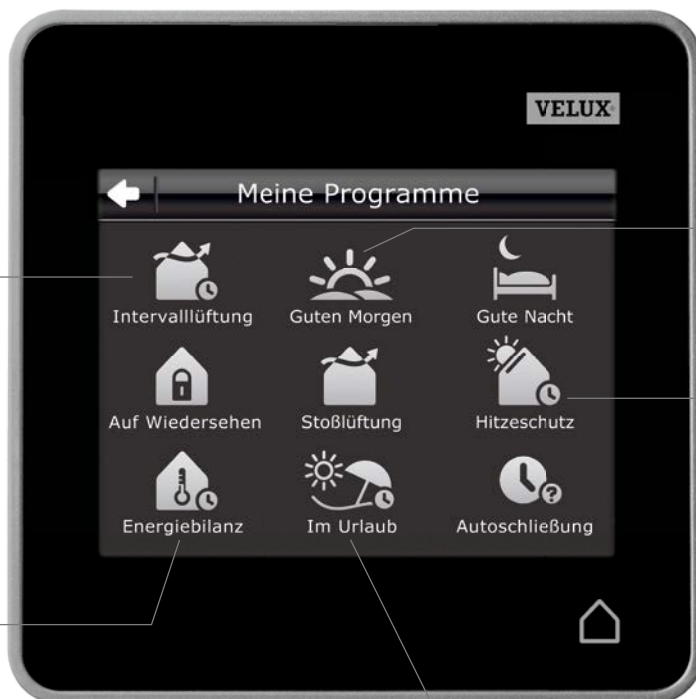 VELUX
Meine Programme
Intervalllüftung Guten Morgen Gute Nacht
Auf Wiedersehen Stoßlüftung Hitzeschutz
Energiebilanz Im Urlaub Autoschließung